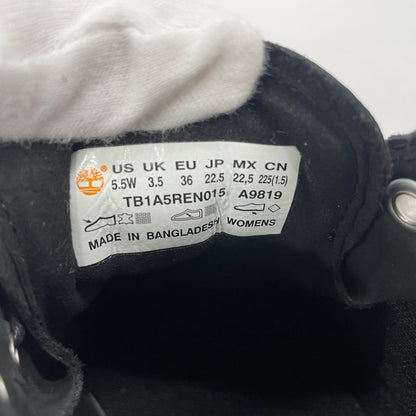 US UK EU JP MX CN
5.5W 3.5 36 22.5 22,5 225(1.5)
TB1A5REN015 A9819
MADE IN BANGLADESH WOMENS